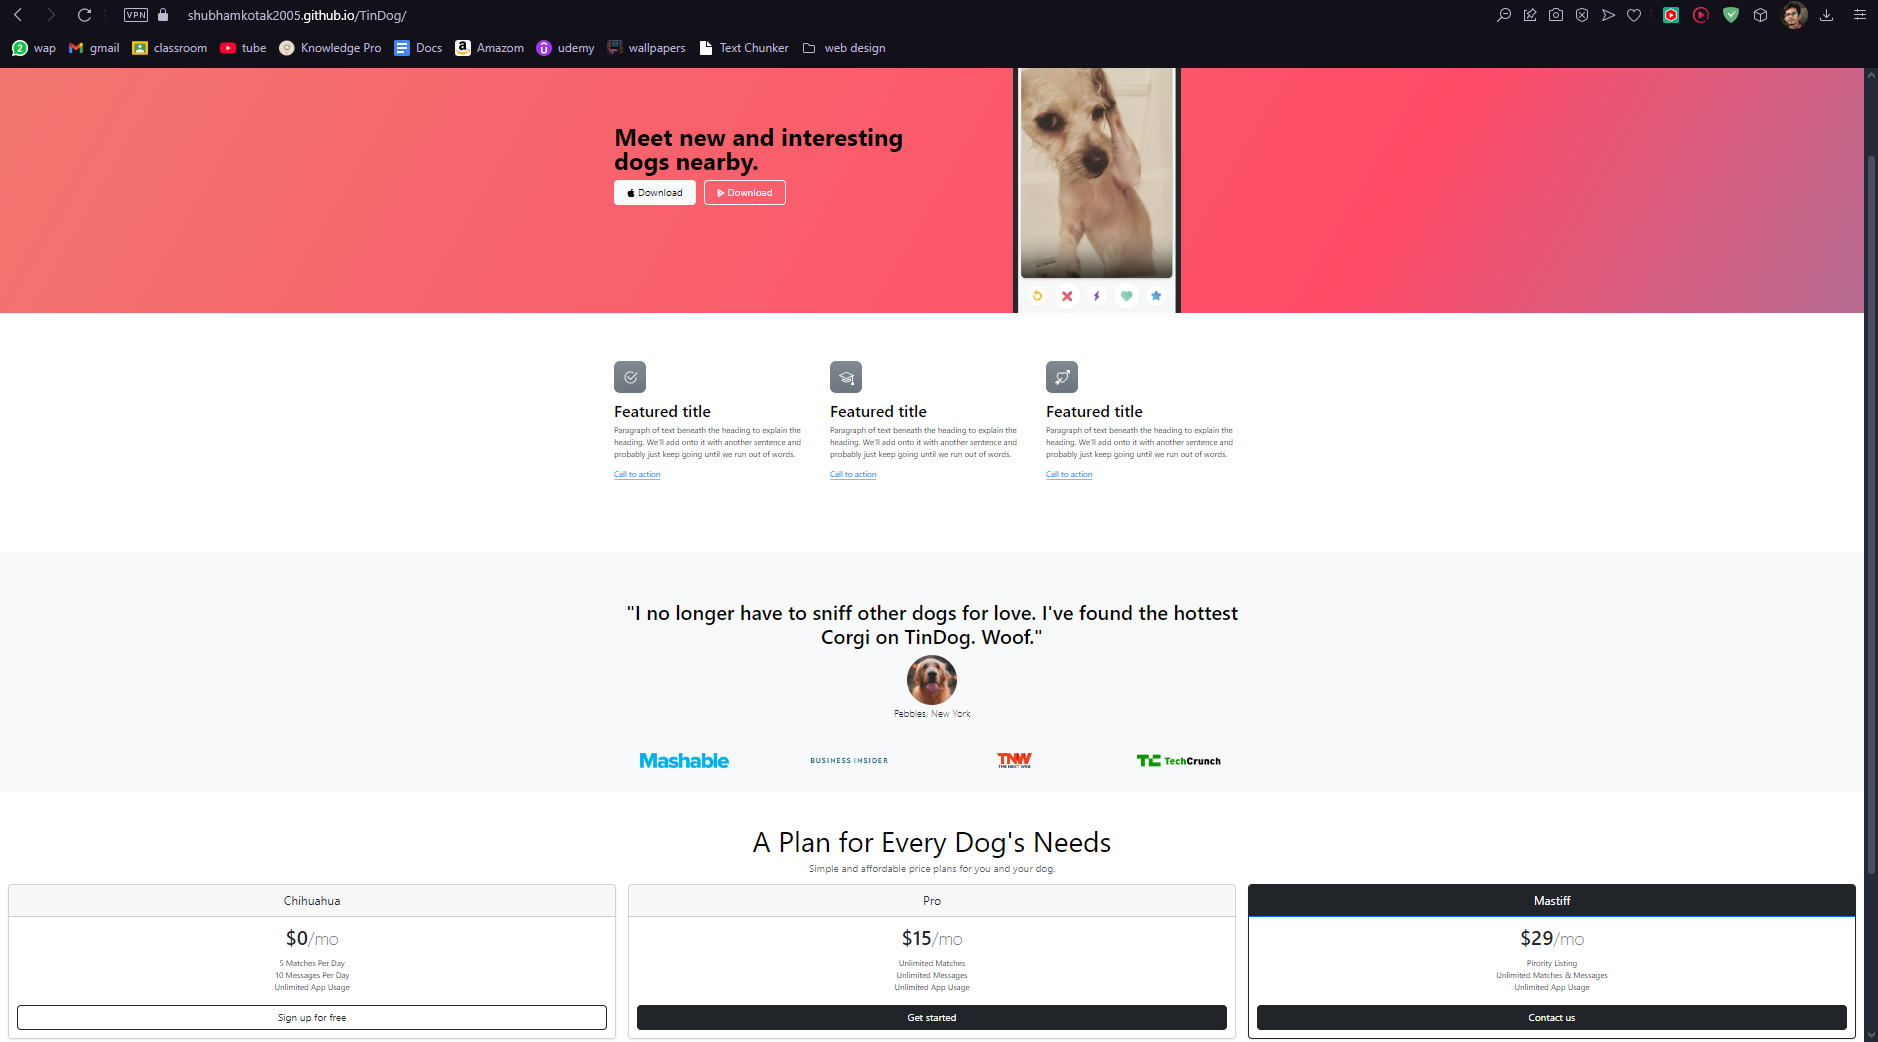 VPN shubhamkotak2005.github.io/TinDog/
2 wap gmail classroom tube Knowledge Pro Docs a Amazom udemy wallpapers Text Chunker web design
Meet new and interesting
dogs nearby.
Download Download
Featured title Featured title Featured title
Paragraph of text beneath the heading to explain the Paragraph of text beneath the heading to explain the Paragraph of text beneath the heading to explain the
heading. We'll add onto it with another sentence and heading. We'll add onto it with another sentence and heading. We'll add onto it with another sentence and
probably just keep going until we run out of words. probably just keep going until we run out of words. probably just keep going until we run out of words.
Call to action Call to action Call to action
"I no longer have to sniff other dogs for love. I've found the hottest
Corgi on TinDog. Woof."
Pebbles, New York
Mashable BUSINESS INSIDER TNW TC TechCrunch
THE NEXT WEB
A Plan for Every Dog's Needs
Simple and affordable price plans for you and your dog.
Chihuahua Pro Mastiff
$0/mo $15/mo $29/mo
5 Matches Per Day Unlimited Matches Pirority Listing
10 Messages Per Day Unlimited Messages Unlimited Matches & Messages
Unlimited App Usage Unlimited App Usage Unlimited App Usage
Sign up for free Get started Contact us